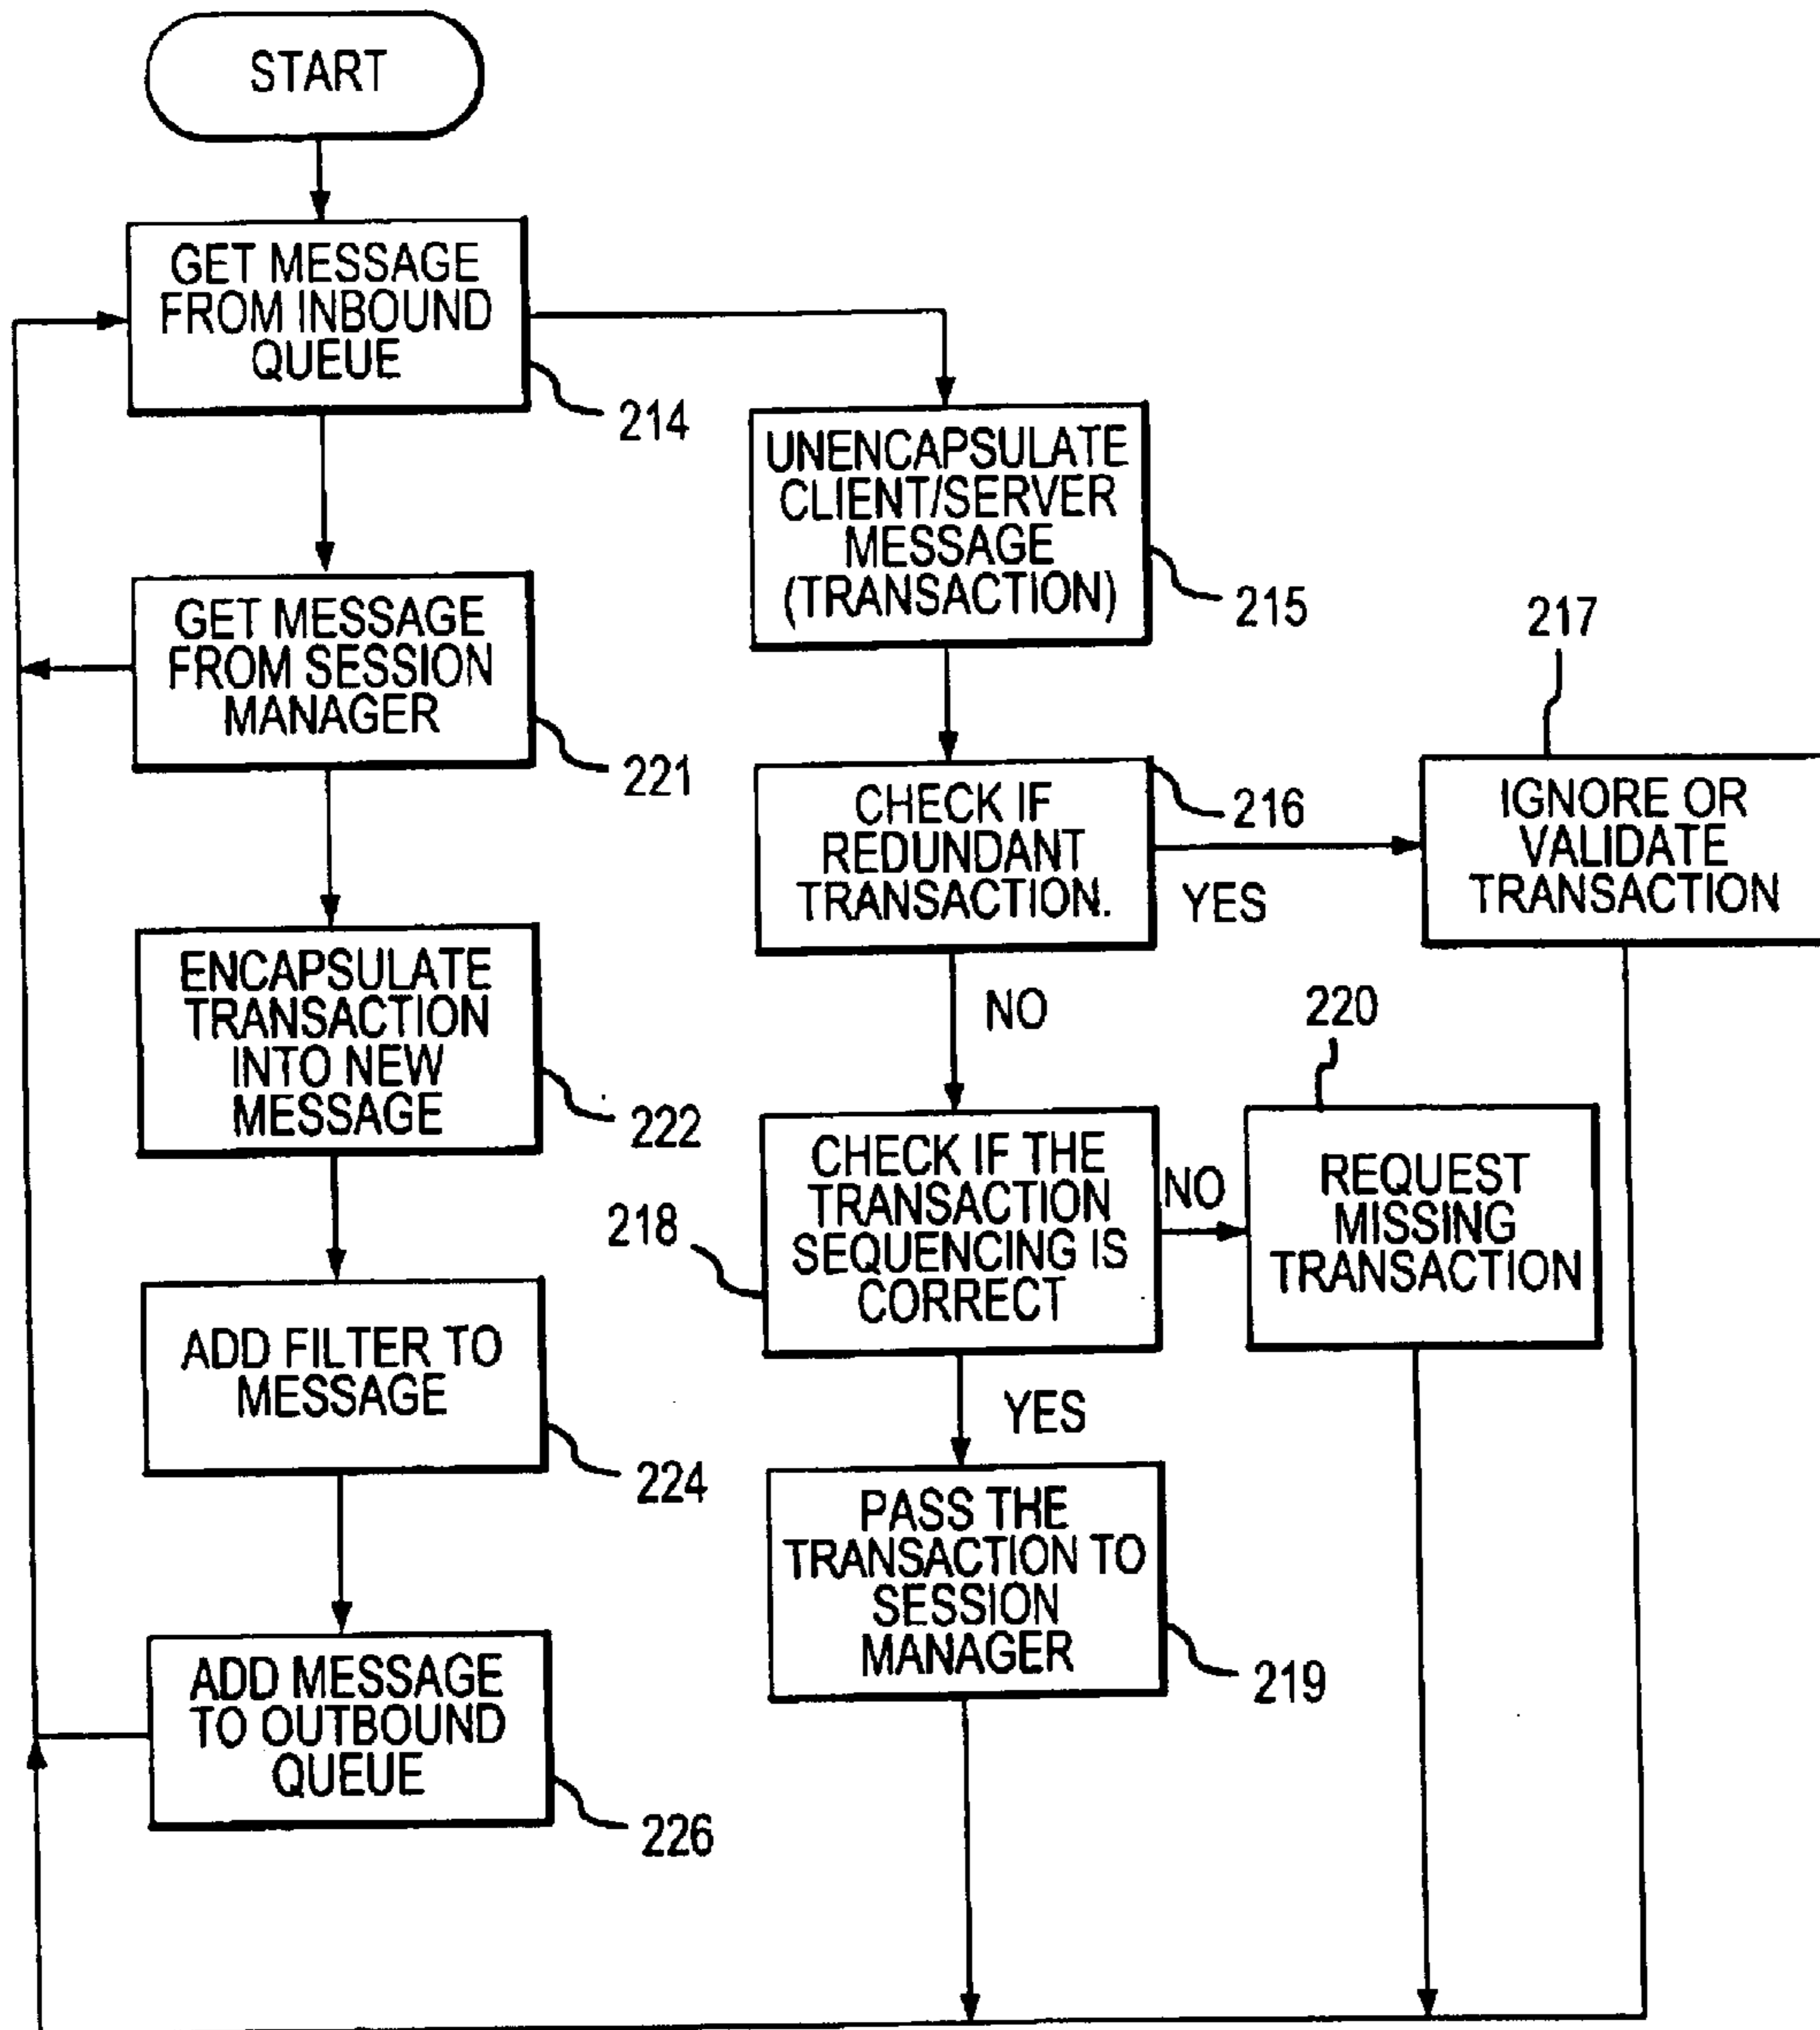 START
GET MESSAGE
FROM INBOUND
QUEUE
214
UNENCAPSULATE
CLIENT/SERVER
MESSAGE
(TRANSACTION)
215
GET MESSAGE
FROM SESSION
MANAGER
221
217
CHECK IF
REDUNDANT
TRANSACTION.
216
YES
IGNORE OR
VALIDATE
TRANSACTION
NO
ENCAPSULATE
TRANSACTION
INTO NEW
MESSAGE
222
220
CHECK IF THE
TRANSACTION
SEQUENCING IS
CORRECT
218
NO
REQUEST
MISSING
TRANSACTION
YES
ADD FILTER TO
MESSAGE
224
PASS THE
TRANSACTION TO
SESSION
MANAGER
219
ADD MESSAGE
TO OUTBOUND
QUEUE
226